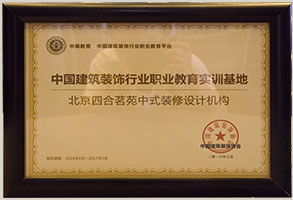 中装教育 中国建筑装饰行业职业教育平台
中国建筑装饰行业职业教育实训基地
北京四合茗苑中式装修设计机构
中国建筑装饰协会